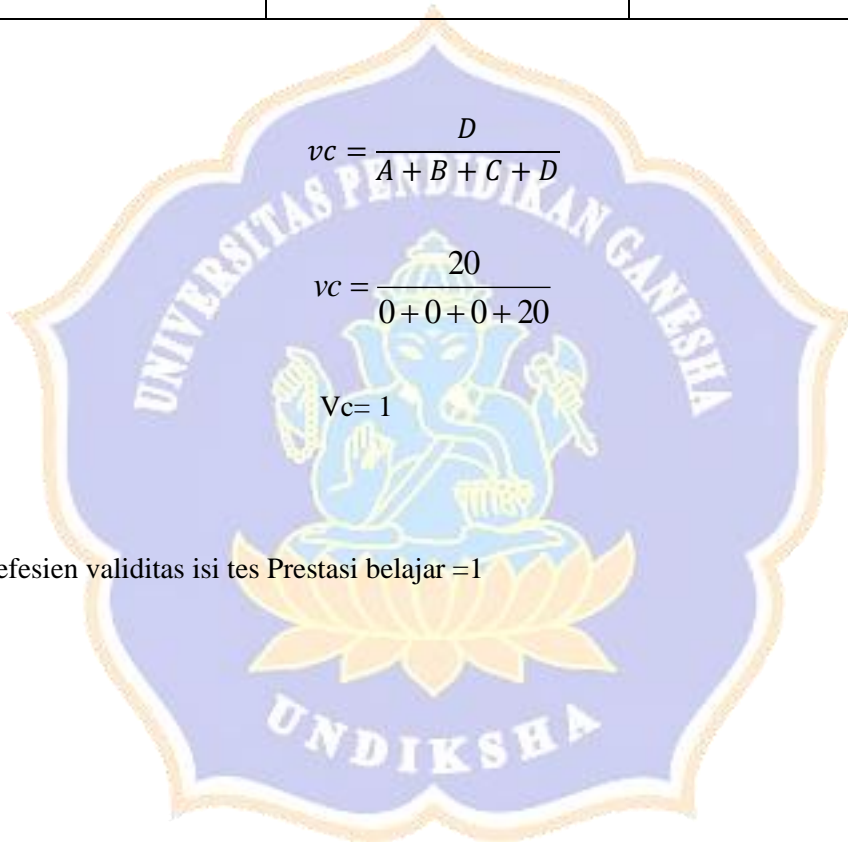 vc = D / (A + B + C + D)
vc = 20 / (0 + 0 + 0 + 20)
Vc= 1
efesien validitas isi tes Prestasi belajar =1
UNIVERSITAS PENDIDIKAN GANESHA
UNDIKSHA